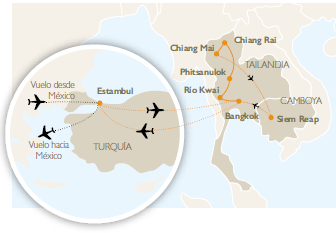 Chiang Rai
Chiang Mai
TAILANDIA
Phitsanulok
Vuelo desde
México
Estambul
Río Kwai
CAMBOYA
Bangkok
Siem Reap
Vuelo hacia
México
TURQUÍA